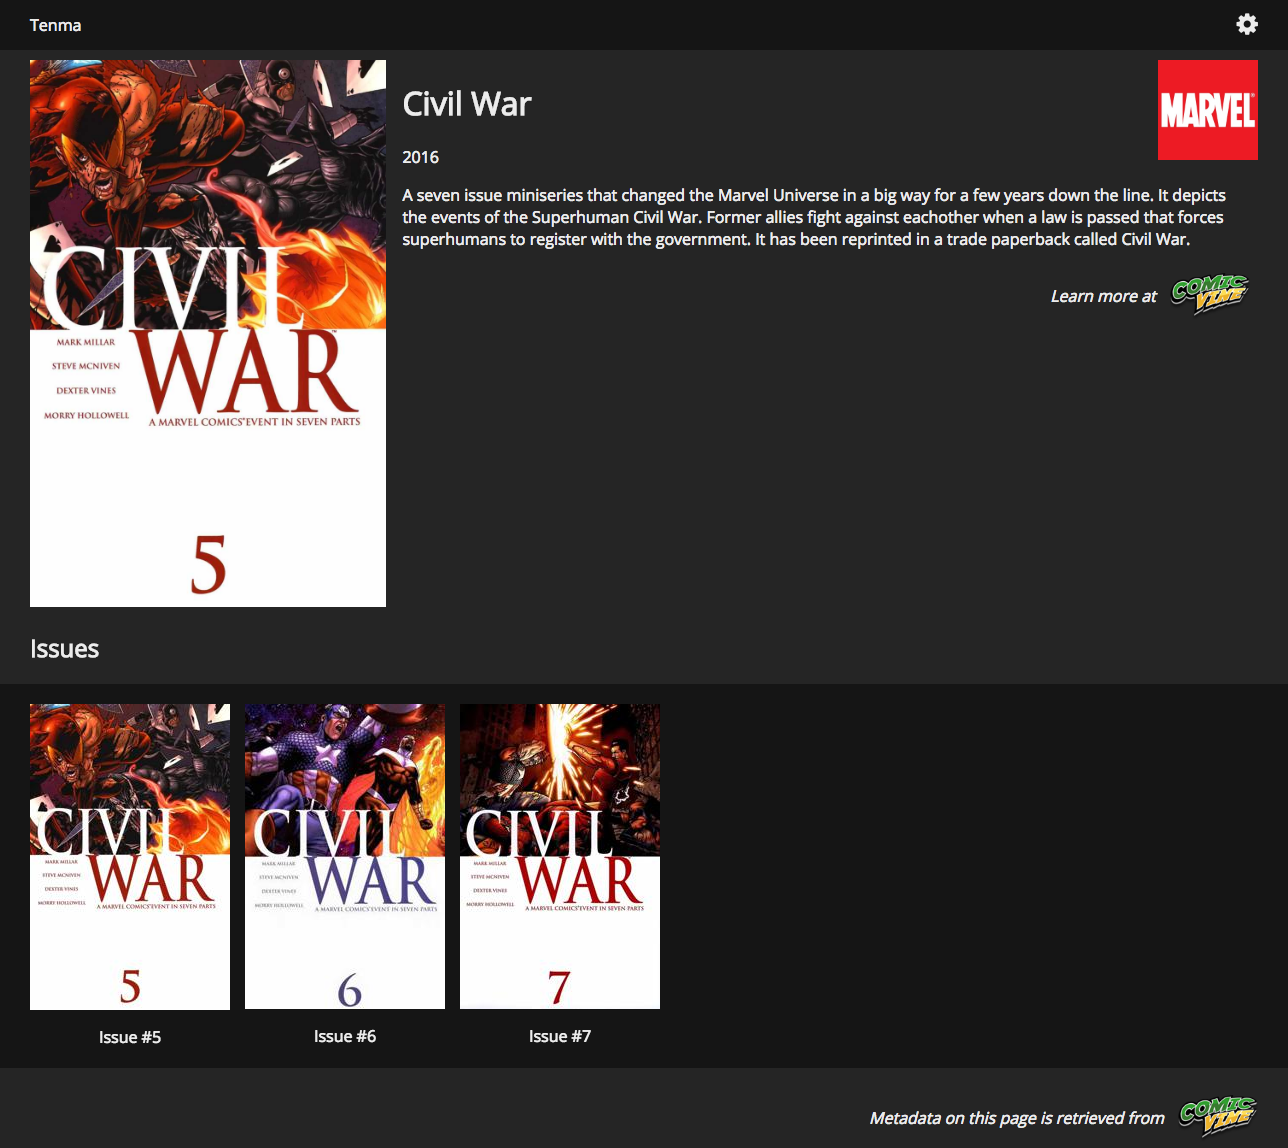 Tenma
MARVEL
Civil War
2016
A seven issue miniseries that changed the Marvel Universe in a big way for a few years down the line. It depicts
the events of the Superhuman Civil War. Former allies fight against eachother when a law is passed that forces
superhumans to register with the government. It has been reprinted in a trade paperback called Civil War.
Learn more at COMIC
VINE
CIVIL
WAR
MARK MILLAR
STEVE MCNIVEN
DEXTER VINES
MORRY HOLLOWELL
A MARVEL COMICS EVENT IN SEVEN PARTS
5
Issues
CIVIL
WAR
MARK MILLAR
STEVE MCNIVEN
DEXTER VINES
MORRY HOLLOWELL
A MARVEL COMICS EVENT IN SEVEN PARTS
5
Issue #5
CIVIL
WAR
MARK MILLAR
STEVE MCNIVEN
DEXTER VINES
MORRY HOLLOWELL
A MARVEL COMICS EVENT IN SEVEN PARTS
6
Issue #6
CIVIL
WAR
MARK MILLAR
STEVE MCNIVEN
DEXTER VINES
MORRY HOLLOWELL
A MARVEL COMICS EVENT IN SEVEN PARTS
7
Issue #7
Metadata on this page is retrieved from COMIC
VINE